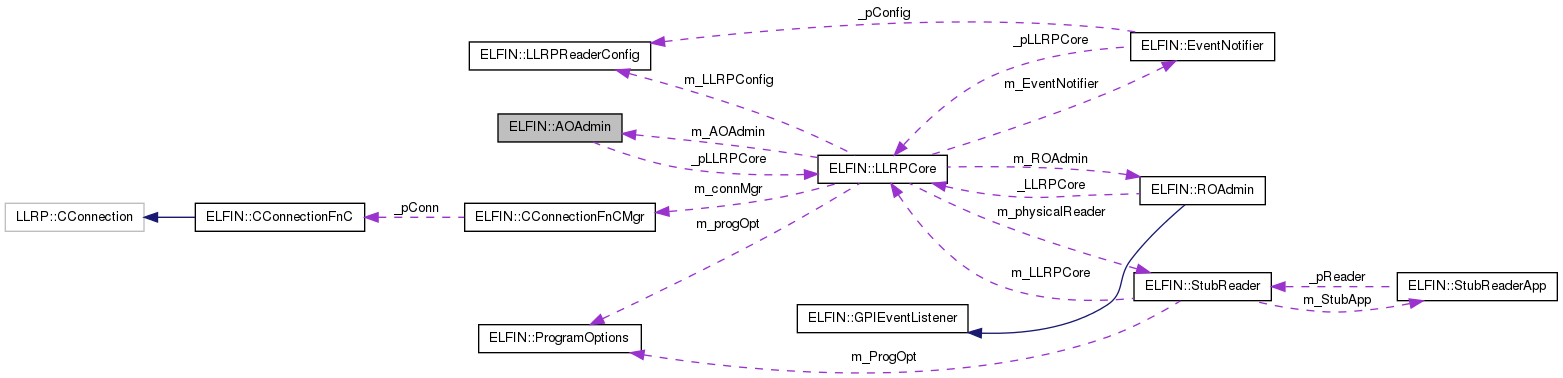 _pConfig
ELFIN::LLRPReaderConfig
ELFIN::EventNotifier
_pLLRPCore
m_LLRPConfig
m_EventNotifier
ELFIN::AOAdmin
m_AOAdmin
_pLLRPCore
m_ROAdmin
ELFIN::LLRPCore
_LLRPCore
ELFIN::ROAdmin
m_connMgr
LLRP::CConnection
ELFIN::CConnectionFnC
_pConn
ELFIN::CConnectionFnCMgr
m_physicalReader
m_progOpt
m_LLRPCore
ELFIN::StubReader
_pReader
ELFIN::StubReaderApp
m_StubApp
ELFIN::GPIEventListener
ELFIN::ProgramOptions
m_ProgOpt